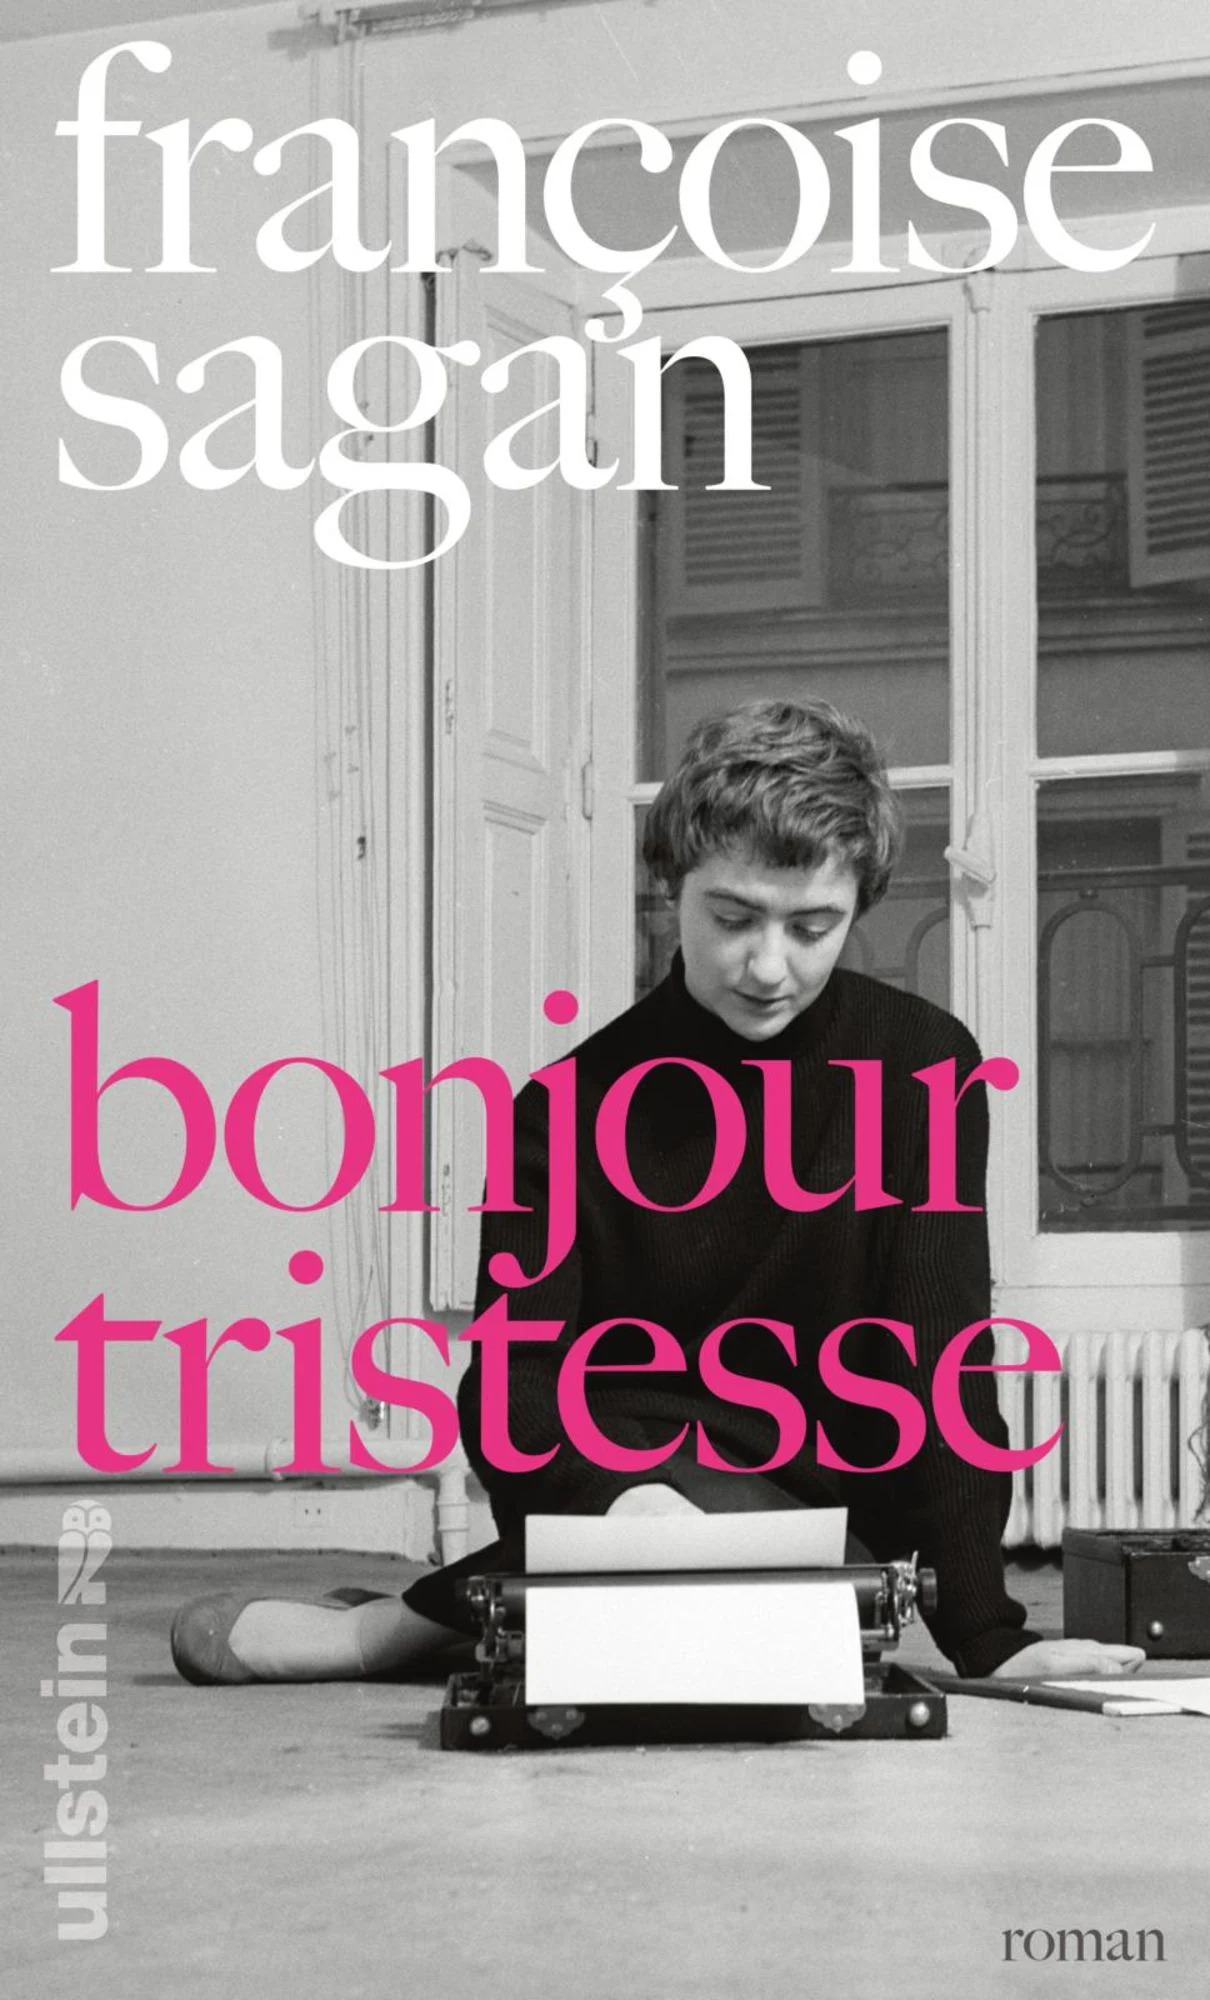 françoise
sagan
bonjour
tristesse
ullstein
roman